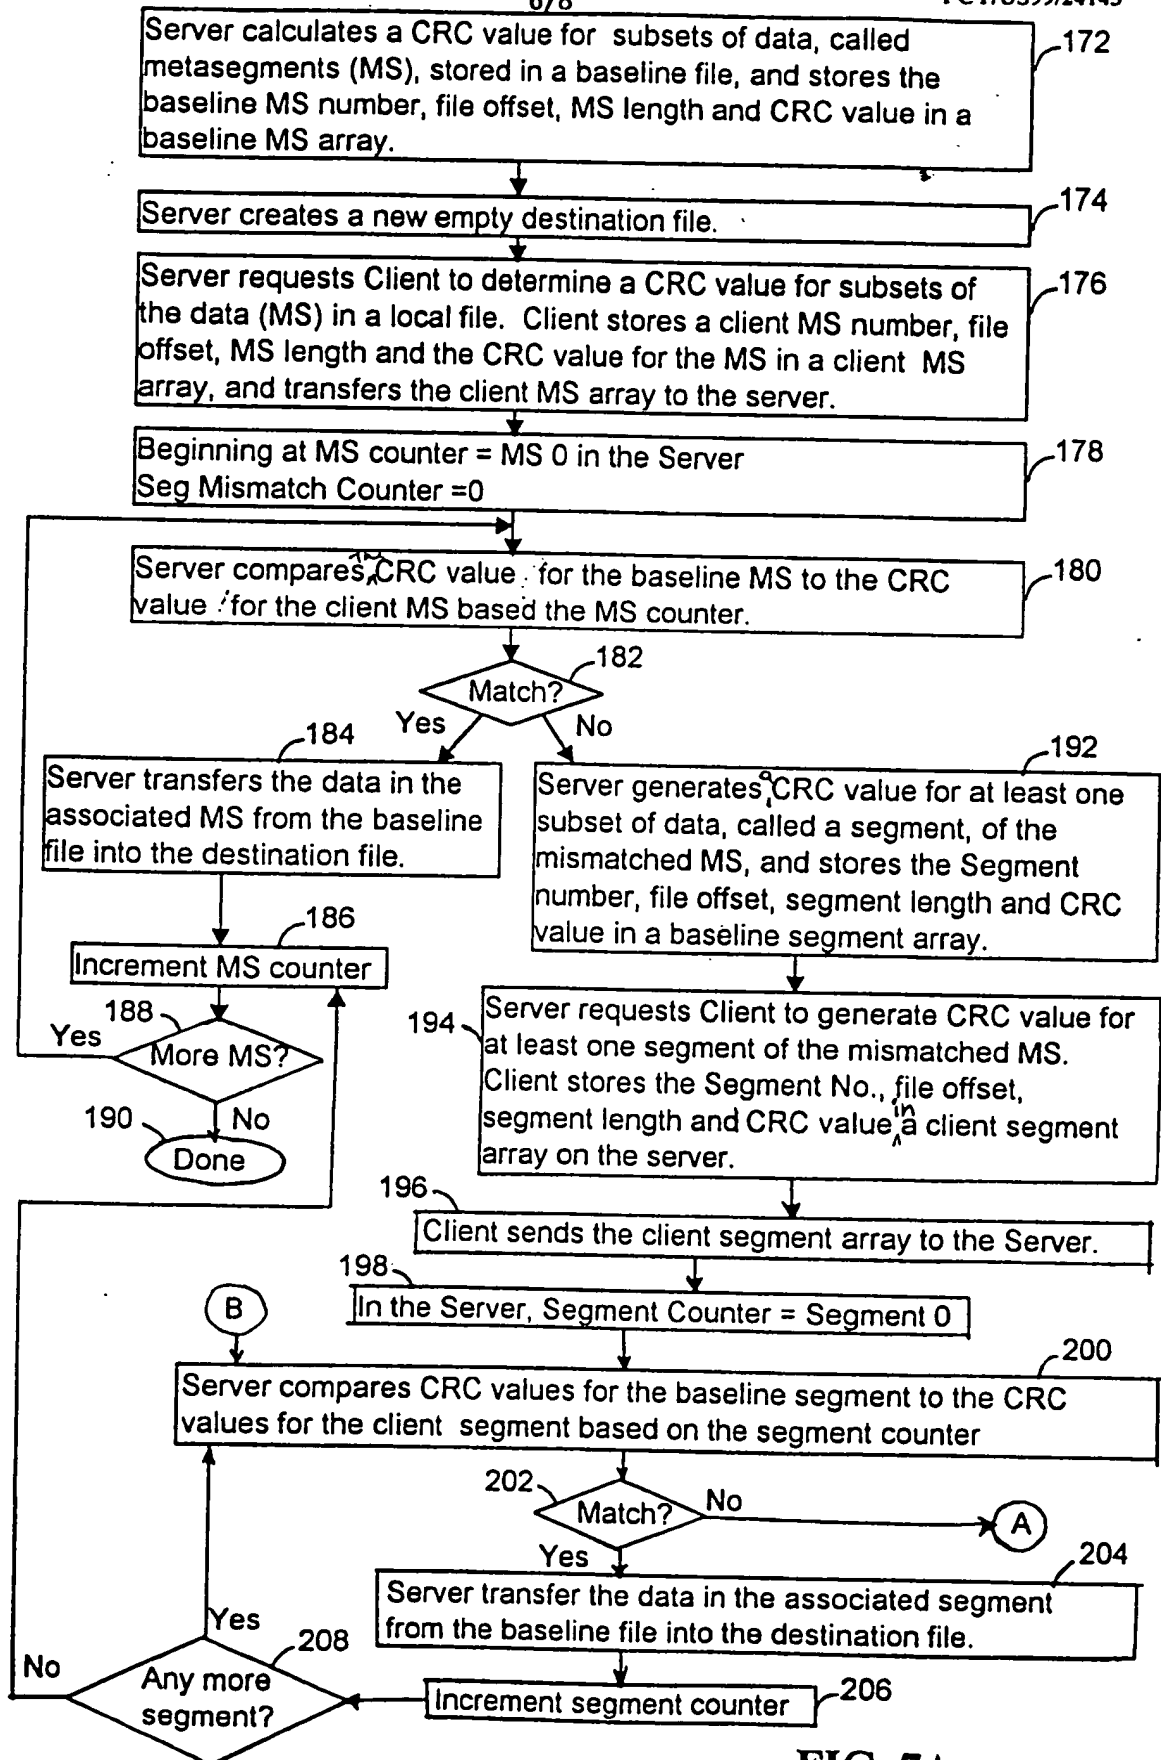 6/8
Server calculates a CRC value for subsets of data, called
metasegments (MS), stored in a baseline file, and stores the
baseline MS number, file offset, MS length and CRC value in a
baseline MS array.
172
Server creates a new empty destination file.
174
Server requests Client to determine a CRC value for subsets of
the data (MS) in a local file. Client stores a client MS number, file
offset, MS length and the CRC value for the MS in a client MS
array, and transfers the client MS array to the server.
176
Beginning at MS counter = MS 0 in the Server
Seg Mismatch Counter =0
178
Server compares the CRC value for the baseline MS to the CRC
value for the client MS based the MS counter.
180
182
Match?
Yes
No
184
Server transfers the data in the
associated MS from the baseline
file into the destination file.
186
Increment MS counter
188
Yes
More MS?
190
No
Done
192
Server generates a CRC value for at least one
subset of data, called a segment, of the
mismatched MS, and stores the Segment
number, file offset, segment length and CRC
value in a baseline segment array.
194
Server requests Client to generate CRC value for
at least one segment of the mismatched MS.
Client stores the Segment No., file offset,
segment length and CRC value in a client segment
array on the server.
196
Client sends the client segment array to the Server.
198
In the Server, Segment Counter = Segment 0
B
200
Server compares CRC values for the baseline segment to the CRC
values for the client segment based on the segment counter
202
Match?
No
A
Yes
204
Server transfer the data in the associated segment
from the baseline file into the destination file.
206
Increment segment counter
208
Any more
segment?
Yes
No